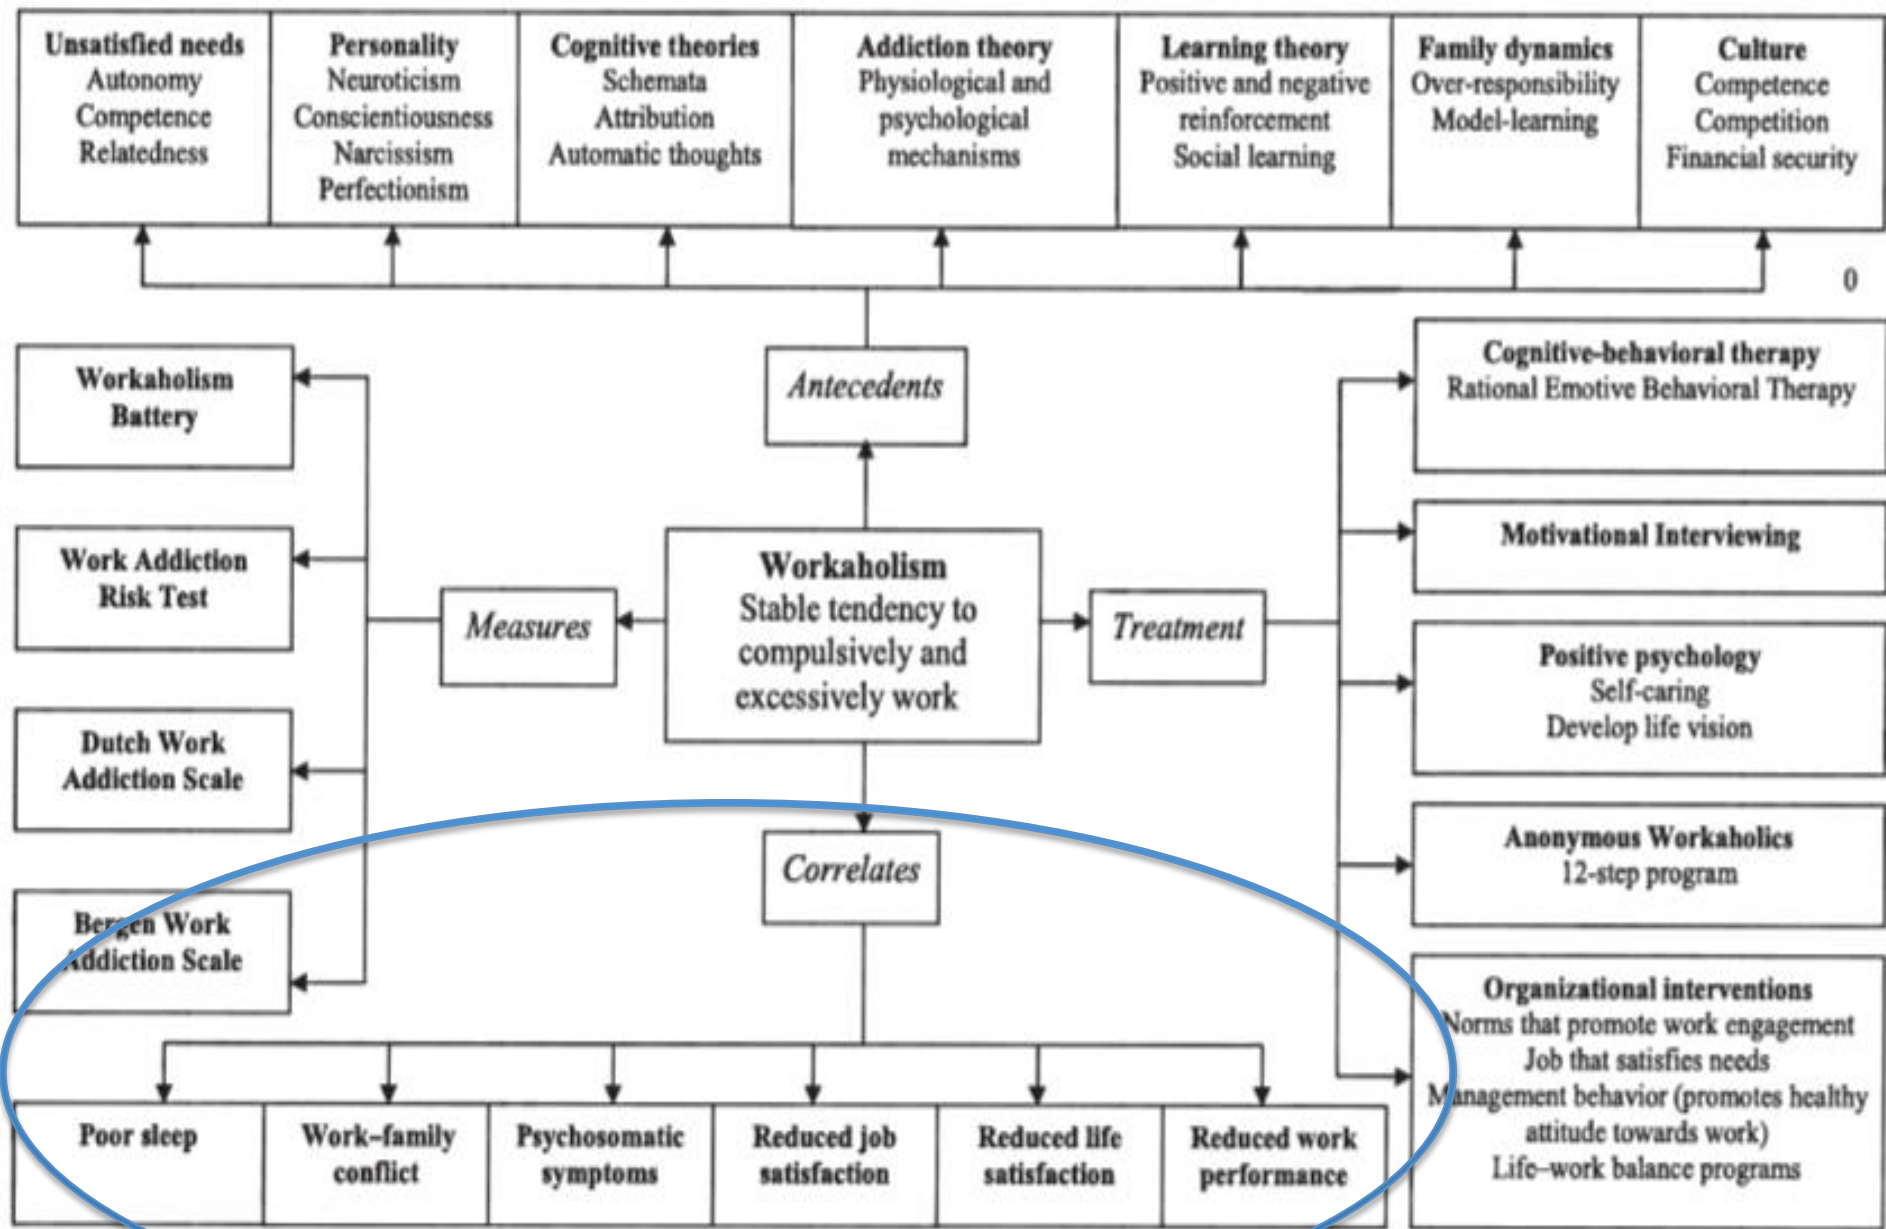 Unsatisfied needs
Autonomy
Competence
Relatedness
Personality
Neuroticism
Conscientiousness
Narcissism
Perfectionism
Cognitive theories
Schemata
Attribution
Automatic thoughts
Addiction theory
Physiological and
psychological
mechanisms
Learning theory
Positive and negative
reinforcement
Social learning
Family dynamics
Over-responsibility
Model-learning
Culture
Competence
Competition
Financial security
0
Antecedents
Workaholism
Battery
Work Addiction
Risk Test
Dutch Work
Addiction Scale
Bergen Work
Addiction Scale
Measures
Workaholism
Stable tendency to
compulsively and
excessively work
Treatment
Cognitive-behavioral therapy
Rational Emotive Behavioral Therapy
Motivational Interviewing
Positive psychology
Self-caring
Develop life vision
Anonymous Workaholics
12-step program
Organizational interventions
Norms that promote work engagement
Job that satisfies needs
Management behavior (promotes healthy
attitude towards work)
Life–work balance programs
Correlates
Poor sleep
Work–family
conflict
Psychosomatic
symptoms
Reduced job
satisfaction
Reduced life
satisfaction
Reduced work
performance